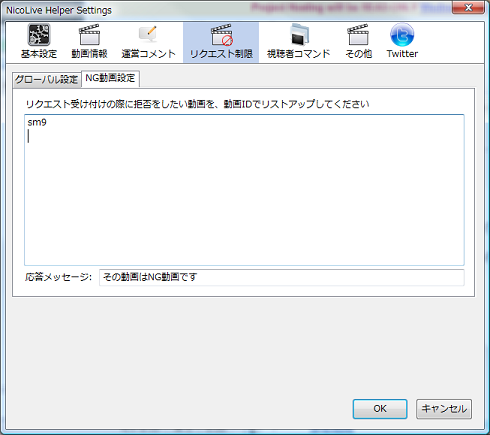 NicoLive Helper Settings
基本設定 動画情報 運営コメント リクエスト制限 視聴者コマンド その他 Twitter
グローバル設定 NG動画設定
リクエスト受け付けの際に拒否をしたい動画を、動画IDでリストアップしてください
sm9
応答メッセージ: その動画はNG動画です
OK キャンセル